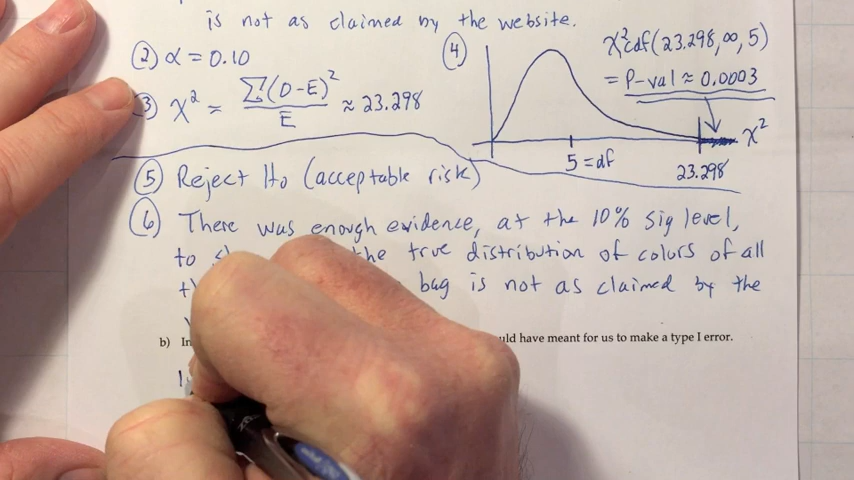 is not as claimed by the website.
② α = 0.10
③ χ² = Σ(O-E)²/E ≈ 23.298
④
χ²cdf(23.298, ∞, 5)
= P-val ≈ 0.0003
χ²
5 = df
23.298
⑤ Reject H₀ (acceptable risk)
⑥ There was enough evidence, at the 10% sig level,
to the true distribution of colors of all
bag is not as claimed by the
b) In uld have meant for us to make a type I error.